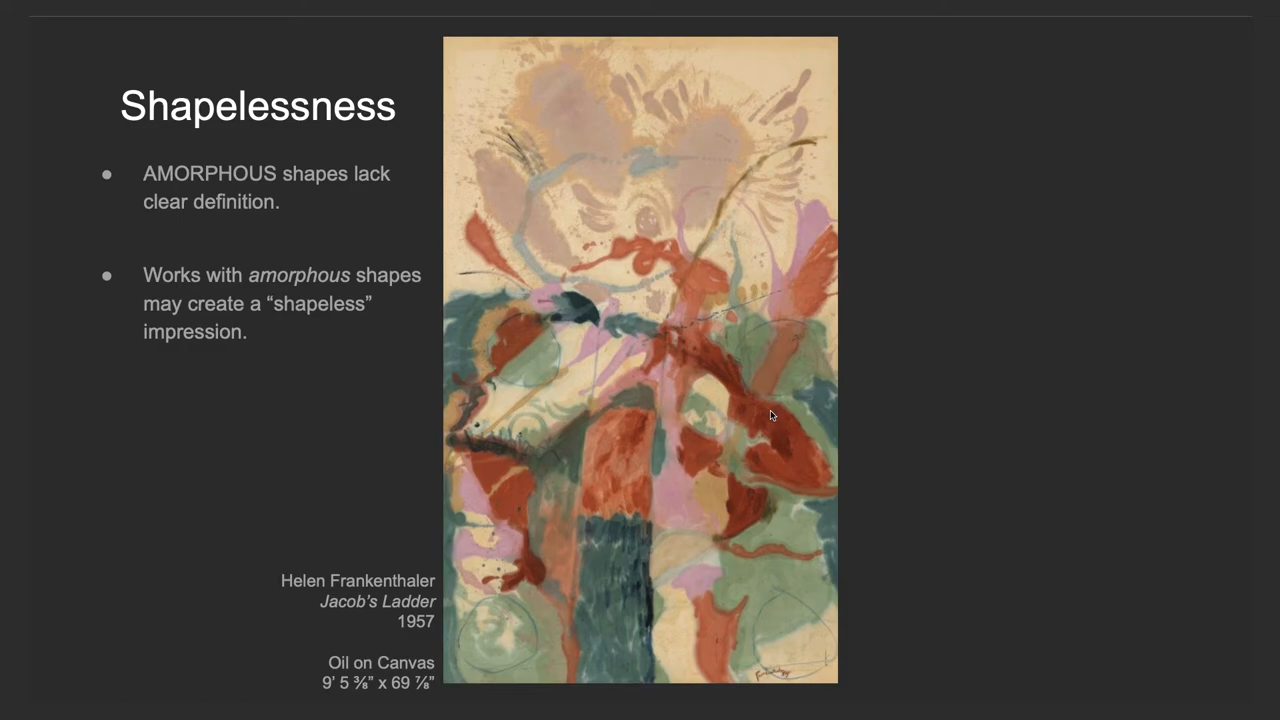 Shapelessness
● AMORPHOUS shapes lack
clear definition.
● Works with amorphous shapes
may create a “shapeless”
impression.
Helen Frankenthaler
Jacob’s Ladder
1957
Oil on Canvas
9’ 5 ⅜” x 69 ⅞”